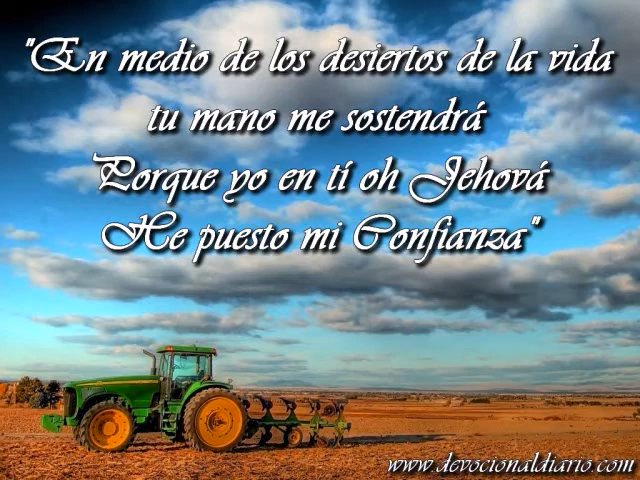 "En medio de los desiertos de la vida
tu mano me sostendrá
Porque yo en tí oh Jehová
He puesto mi Confianza"
www.devocionaldiario.com